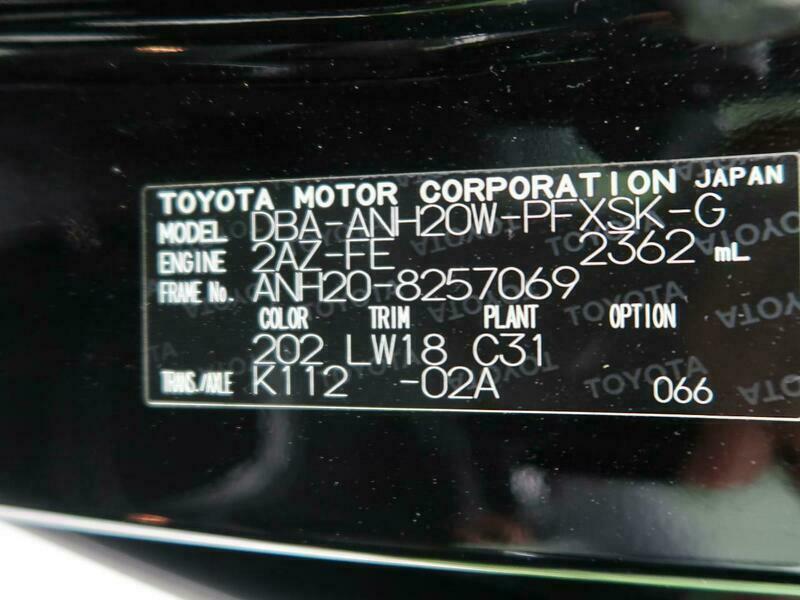 TOYOTA MOTOR CORPORATION JAPAN
MODEL DBA-ANH20W-PFXSK-G
ENGINE 2AZ-FE 2362 mL
FRAME No. ANH20-8257069
COLOR TRIM PLANT OPTION
202 LW18 C31
TRANS./AXLE K112 -02A 066